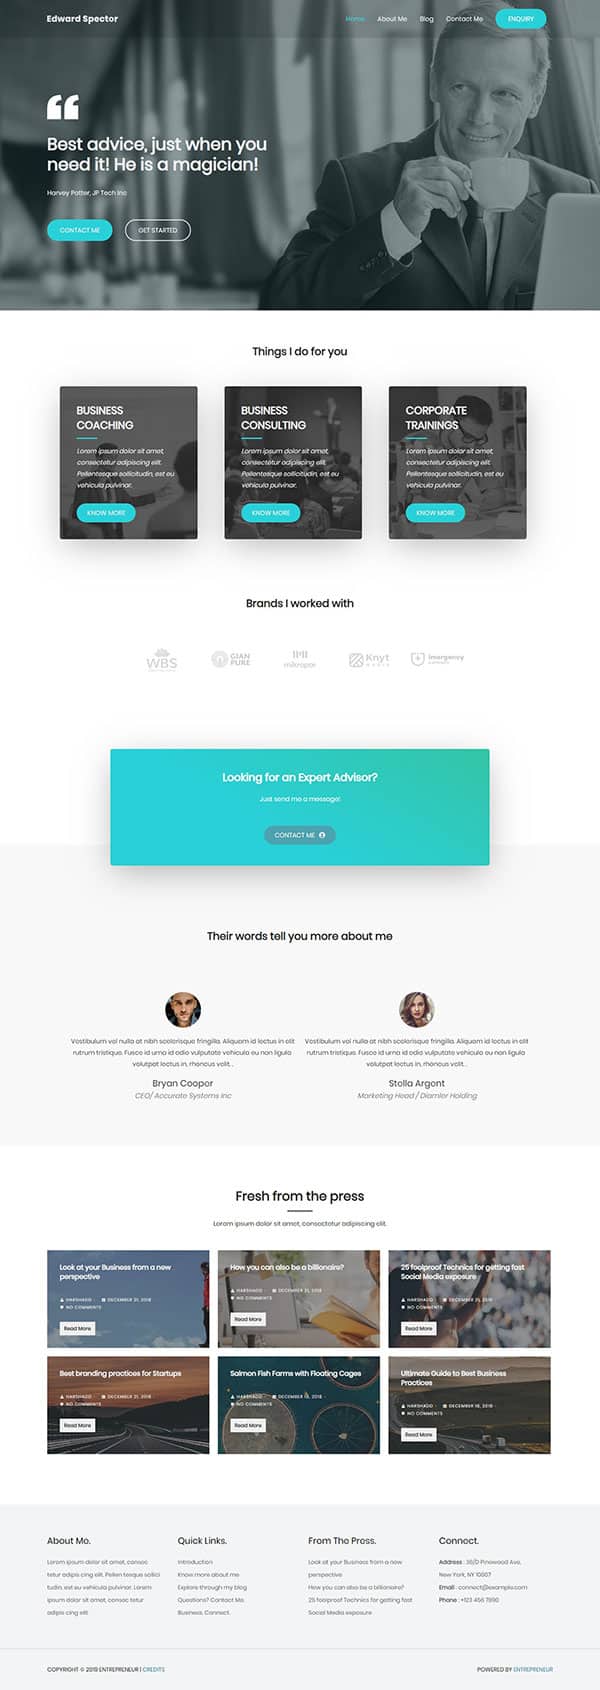 Edward Spector
Home About Me Blog Contact Me ENQUIRY
Best advice, just when you
need it! He is a magician!
Harvey Potter, JP Tech Inc
CONTACT ME GET STARTED
Things I do for you
BUSINESS
COACHING
Lorem ipsum dolor sit amet,
consectetur adipiscing elit.
Pellentesque sollicitudin, est eu
vehicula pulvinar.
KNOW MORE
BUSINESS
CONSULTING
Lorem ipsum dolor sit amet,
consectetur adipiscing elit.
Pellentesque sollicitudin, est eu
vehicula pulvinar.
KNOW MORE
CORPORATE
TRAININGS
Lorem ipsum dolor sit amet,
consectetur adipiscing elit.
Pellentesque sollicitudin, est eu
vehicula pulvinar.
KNOW MORE
Brands I worked with
WBS
GIAN
PURE
mikropor
Knyt
MEDIA
imergency
Looking for an Expert Advisor?
Just send me a message!
CONTACT ME
Their words tell you more about me
Vestibulum vol nulla at nibh scelorisque fringilla. Aliquam id lectus in elit
rutrum tristique. Fusce id urna id odio vulputate vehicula eu non ligula
volutpat lectus in, rhoncus velit. .
Bryan Cooper
CEO/ Accurate Systems Inc
Vestibulum vol nulla at nibh scelorisque fringilla. Aliquam id lectus in elit
rutrum tristique. Fusce id urna id odio vulputate vehicula eu non ligula
volutpat lectus in, rhoncus velit. .
Stella Argent
Marketing Head / Diamler Holding
Fresh from the press
Lorem ipsum dolor sit amet, consectetur adipiscing elit.
Look at your Business from a new
perspective
HARSHADD · DECEMBER 21, 2018 ·
NO COMMENTS
Read More
How you can also be a billionaire?
HARSHADD · DECEMBER 21, 2018 ·
NO COMMENTS
Read More
25 foolproof Technics for getting fast
Social Media exposure
HARSHADD · DECEMBER 21, 2018 ·
NO COMMENTS
Read More
Best branding practices for Startups
HARSHADD · DECEMBER 21, 2018 ·
NO COMMENTS
Read More
Salmon Fish Farms with Floating Cages
HARSHADD · DECEMBER 2018 ·
NO COMMENTS
Read More
Ultimate Guide to Best Business
Practices
HARSHADD · DECEMBER 18, 2018 ·
NO COMMENTS
Read More
About Me.
Lorem ipsum dolor sit amet, consec
tetur adipis cing elit. Pellen tesque sollici
tudin, est eu vehicula pulvinar. Lorem
ipsum dolor sit amet, consec tetur
adipis cing elit
Quick Links.
Introduction
Know more about me
Explore through my blog
Questions? Contact Me.
Business. Connect.
From The Press.
Look at your Business from a new
perspective
How you can also be a billionaire?
25 foolproof Technics for getting fast
Social Media exposure
Connect.
Address : 36/D Pinewood Ave,
New York, NY 10007
Email : connect@example.com
Phone : +123 456 7890
COPYRIGHT © 2019 ENTREPRENEUR | CREDITS
POWERED BY ENTREPRENEUR